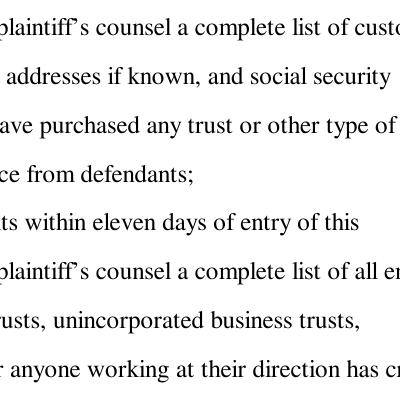 plaintiff’s counsel a complete list of custo
addresses if known, and social security
ave purchased any trust or other type of
ce from defendants;
ts within eleven days of entry of this
plaintiff’s counsel a complete list of all en
rusts, unincorporated business trusts,
r anyone working at their direction has cr